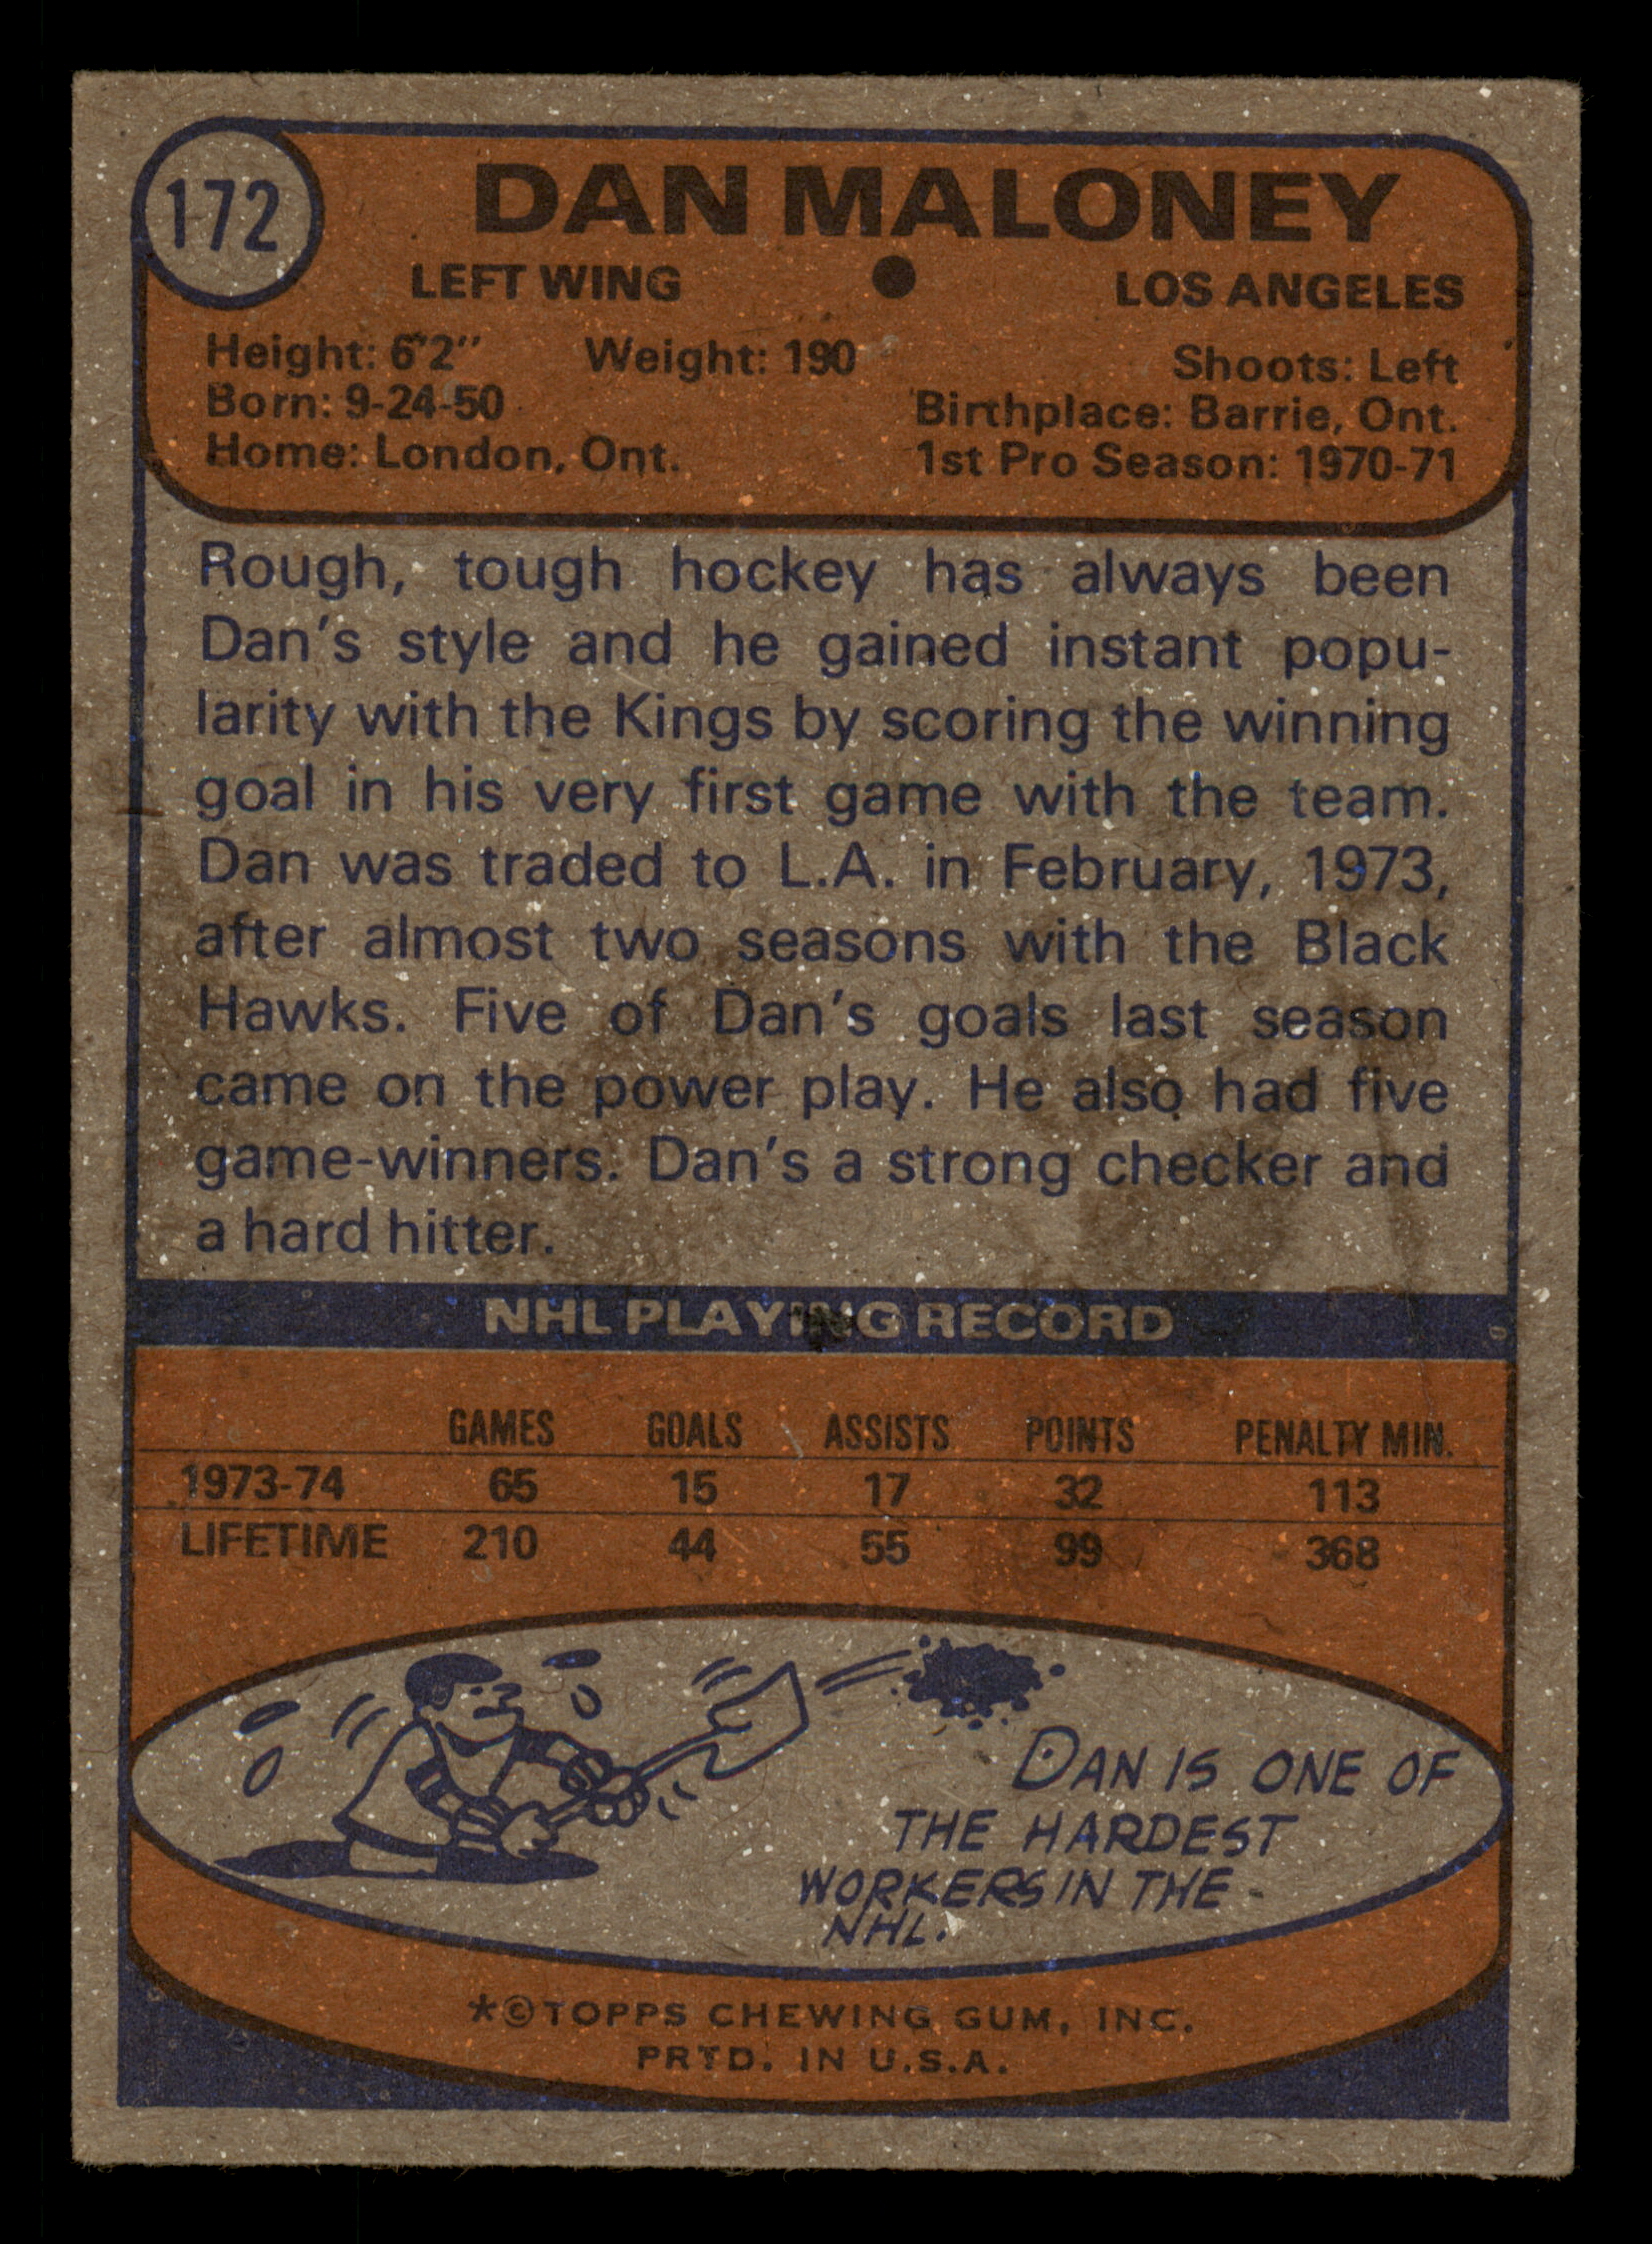 172
DAN MALONEY
LEFT WING ● LOS ANGELES
Height: 6'2" Weight: 190 Shoots: Left
Born: 9-24-50 Birthplace: Barrie, Ont.
Home: London, Ont. 1st Pro Season: 1970-71
Rough, tough hockey has always been
Dan's style and he gained instant popu-
larity with the Kings by scoring the winning
goal in his very first game with the team.
Dan was traded to L.A. in February, 1973,
after almost two seasons with the Black
Hawks. Five of Dan's goals last season
came on the power play. He also had five
game-winners. Dan's a strong checker and
a hard hitter.
NHL PLAYING RECORD
GAMES GOALS ASSISTS POINTS PENALTY MIN.
1973-74 65 15 17 32 113
LIFETIME 210 44 55 99 368
DAN IS ONE OF
THE HARDEST
WORKERS IN THE
NHL.
*©TOPPS CHEWING GUM, INC.
PRTD. IN U.S.A.